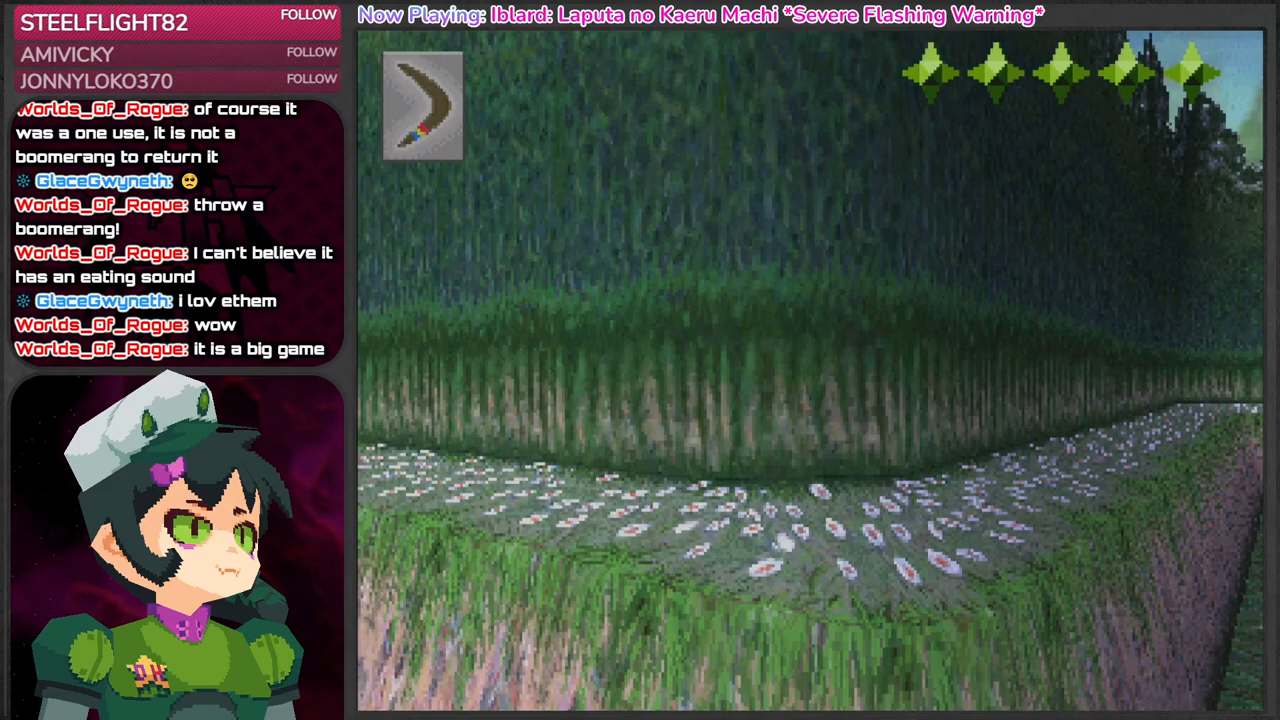 STEELFLIGHT82 FOLLOW
AMIVICKY FOLLOW
JONNYLOKO370 FOLLOW
Now Playing: Iblard: Laputa no Kaeru Machi *Severe Flashing Warning*
Worlds_Of_Rogue: of course it
was a one use, it is not a
boomerang to return it
GlaceGwyneth: 🥺
Worlds_Of_Rogue: throw a
boomerang!
Worlds_Of_Rogue: I can't believe it
has an eating sound
GlaceGwyneth: i lov ethem
Worlds_Of_Rogue: wow
Worlds_Of_Rogue: it is a big game